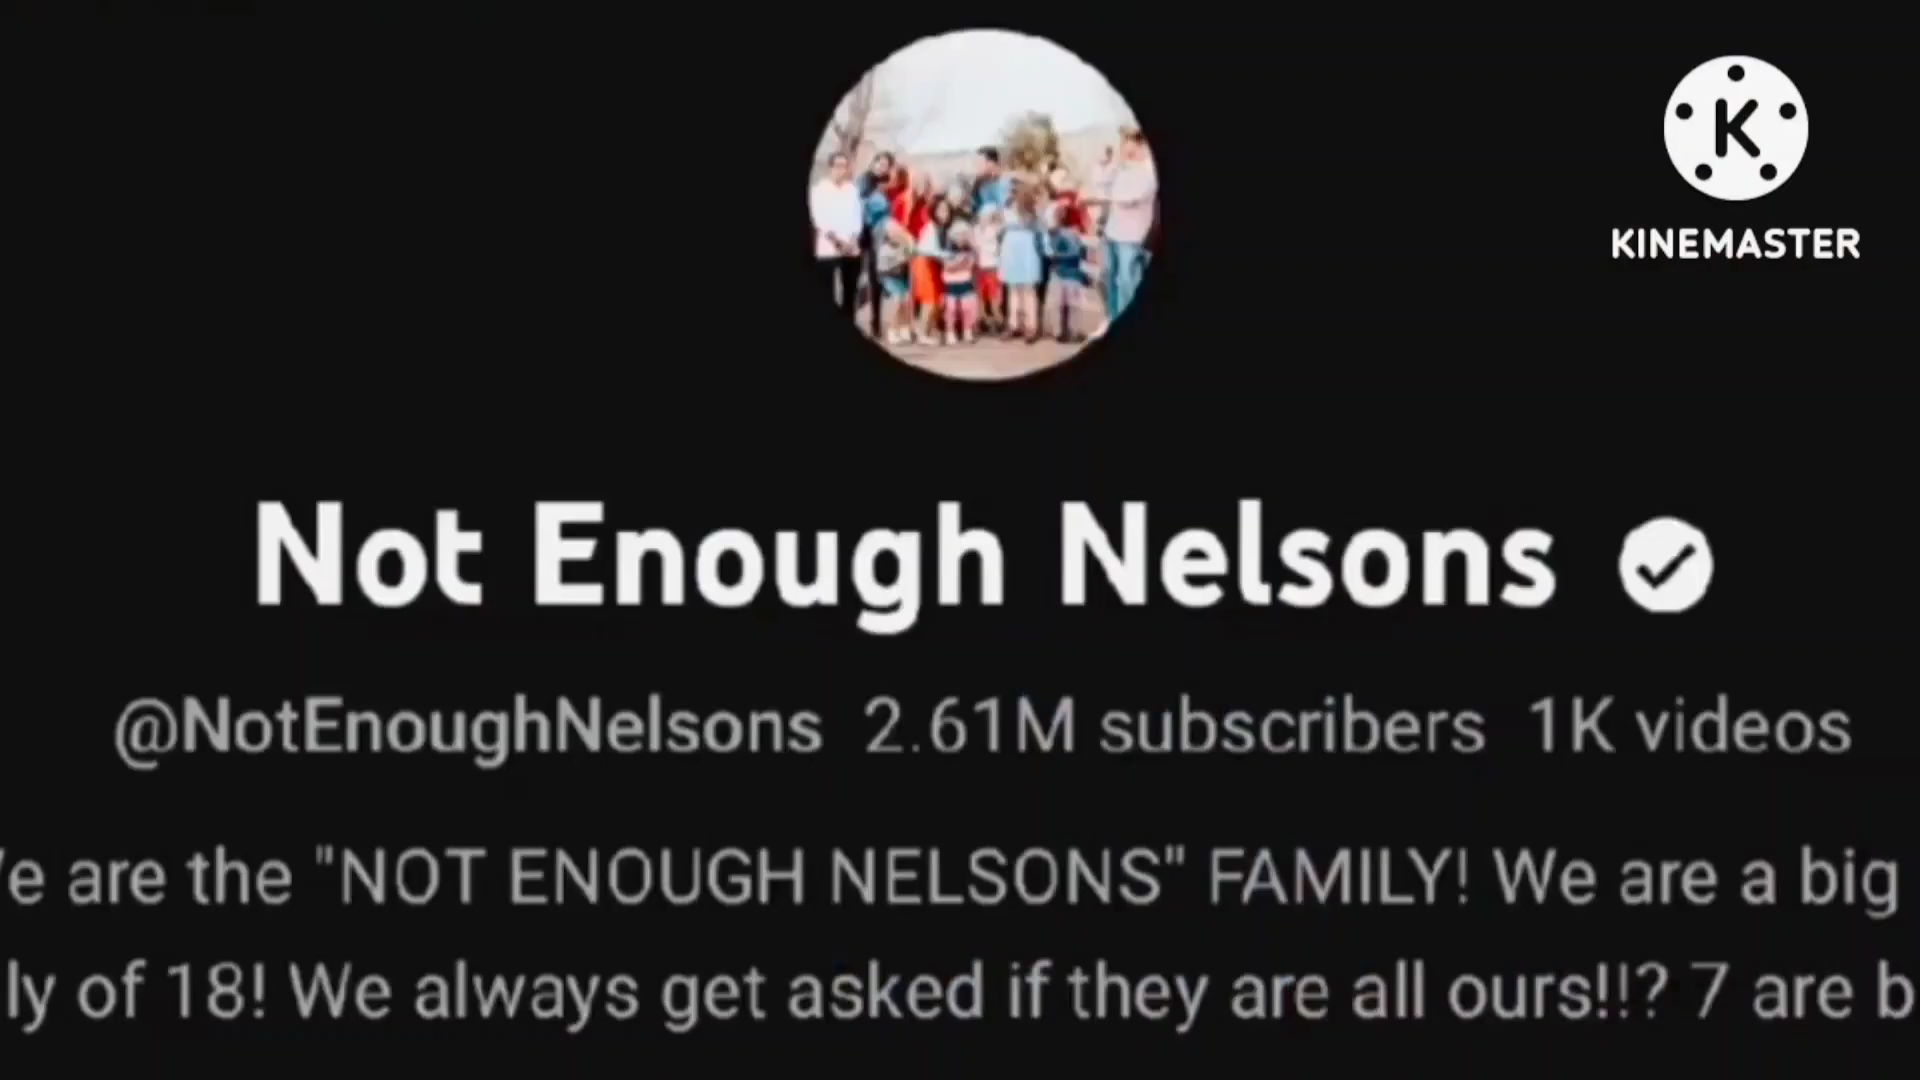 K
KINEMASTER
Not Enough Nelsons
@NotEnoughNelsons 2.61M subscribers 1K videos
e are the "NOT ENOUGH NELSONS" FAMILY! We are a big
ly of 18! We always get asked if they are all ours!!? 7 are b